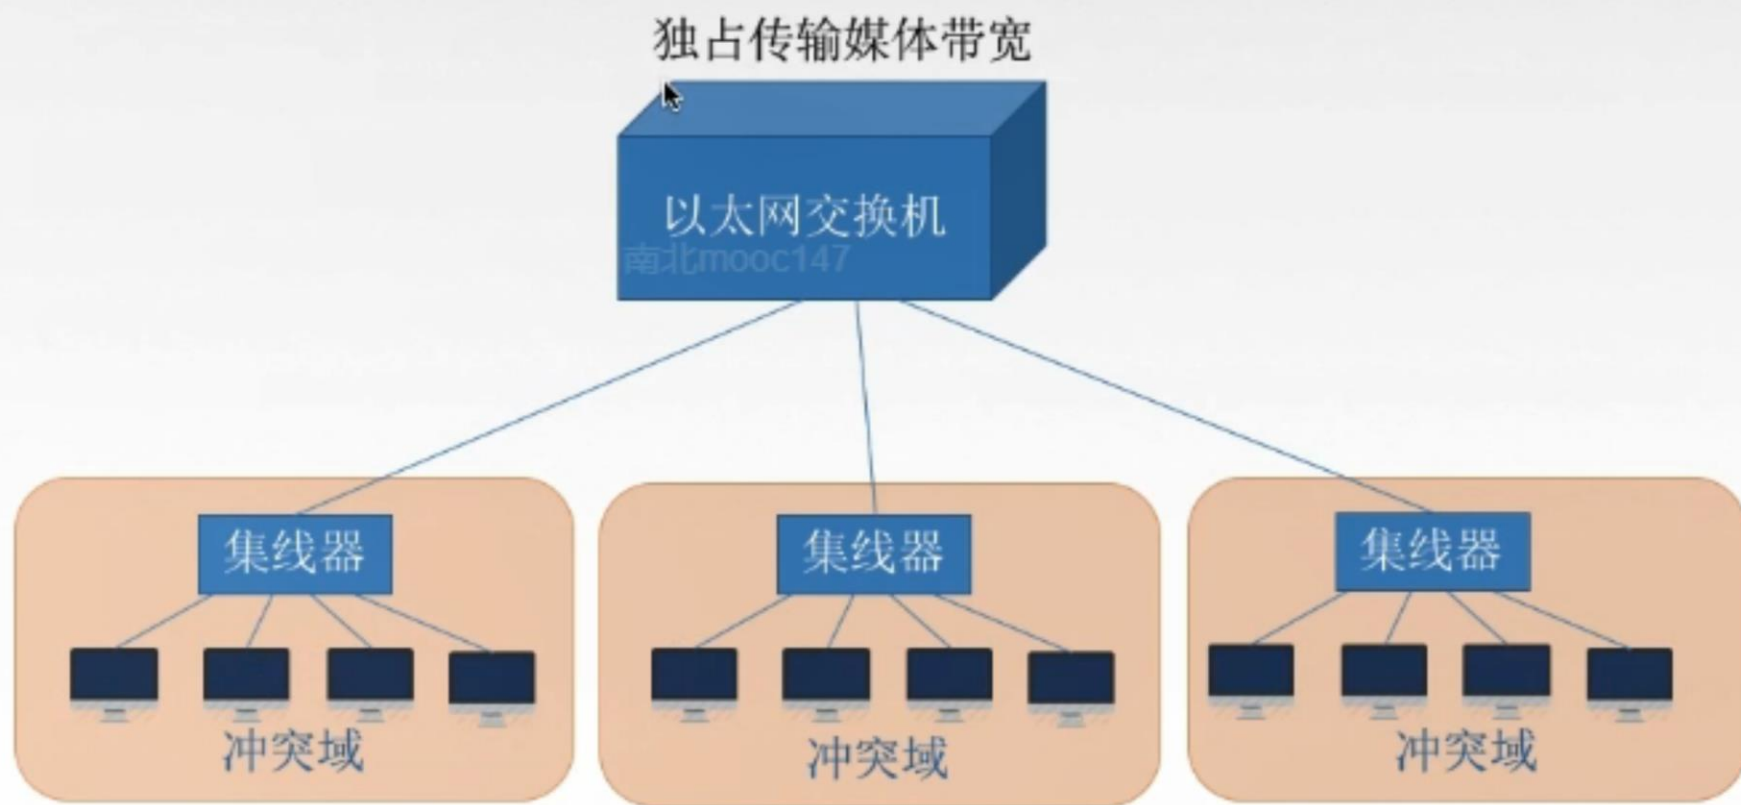 独占传输媒体带宽
以太网交换机
南北mooc147
集线器
集线器
集线器
冲突域
冲突域
冲突域